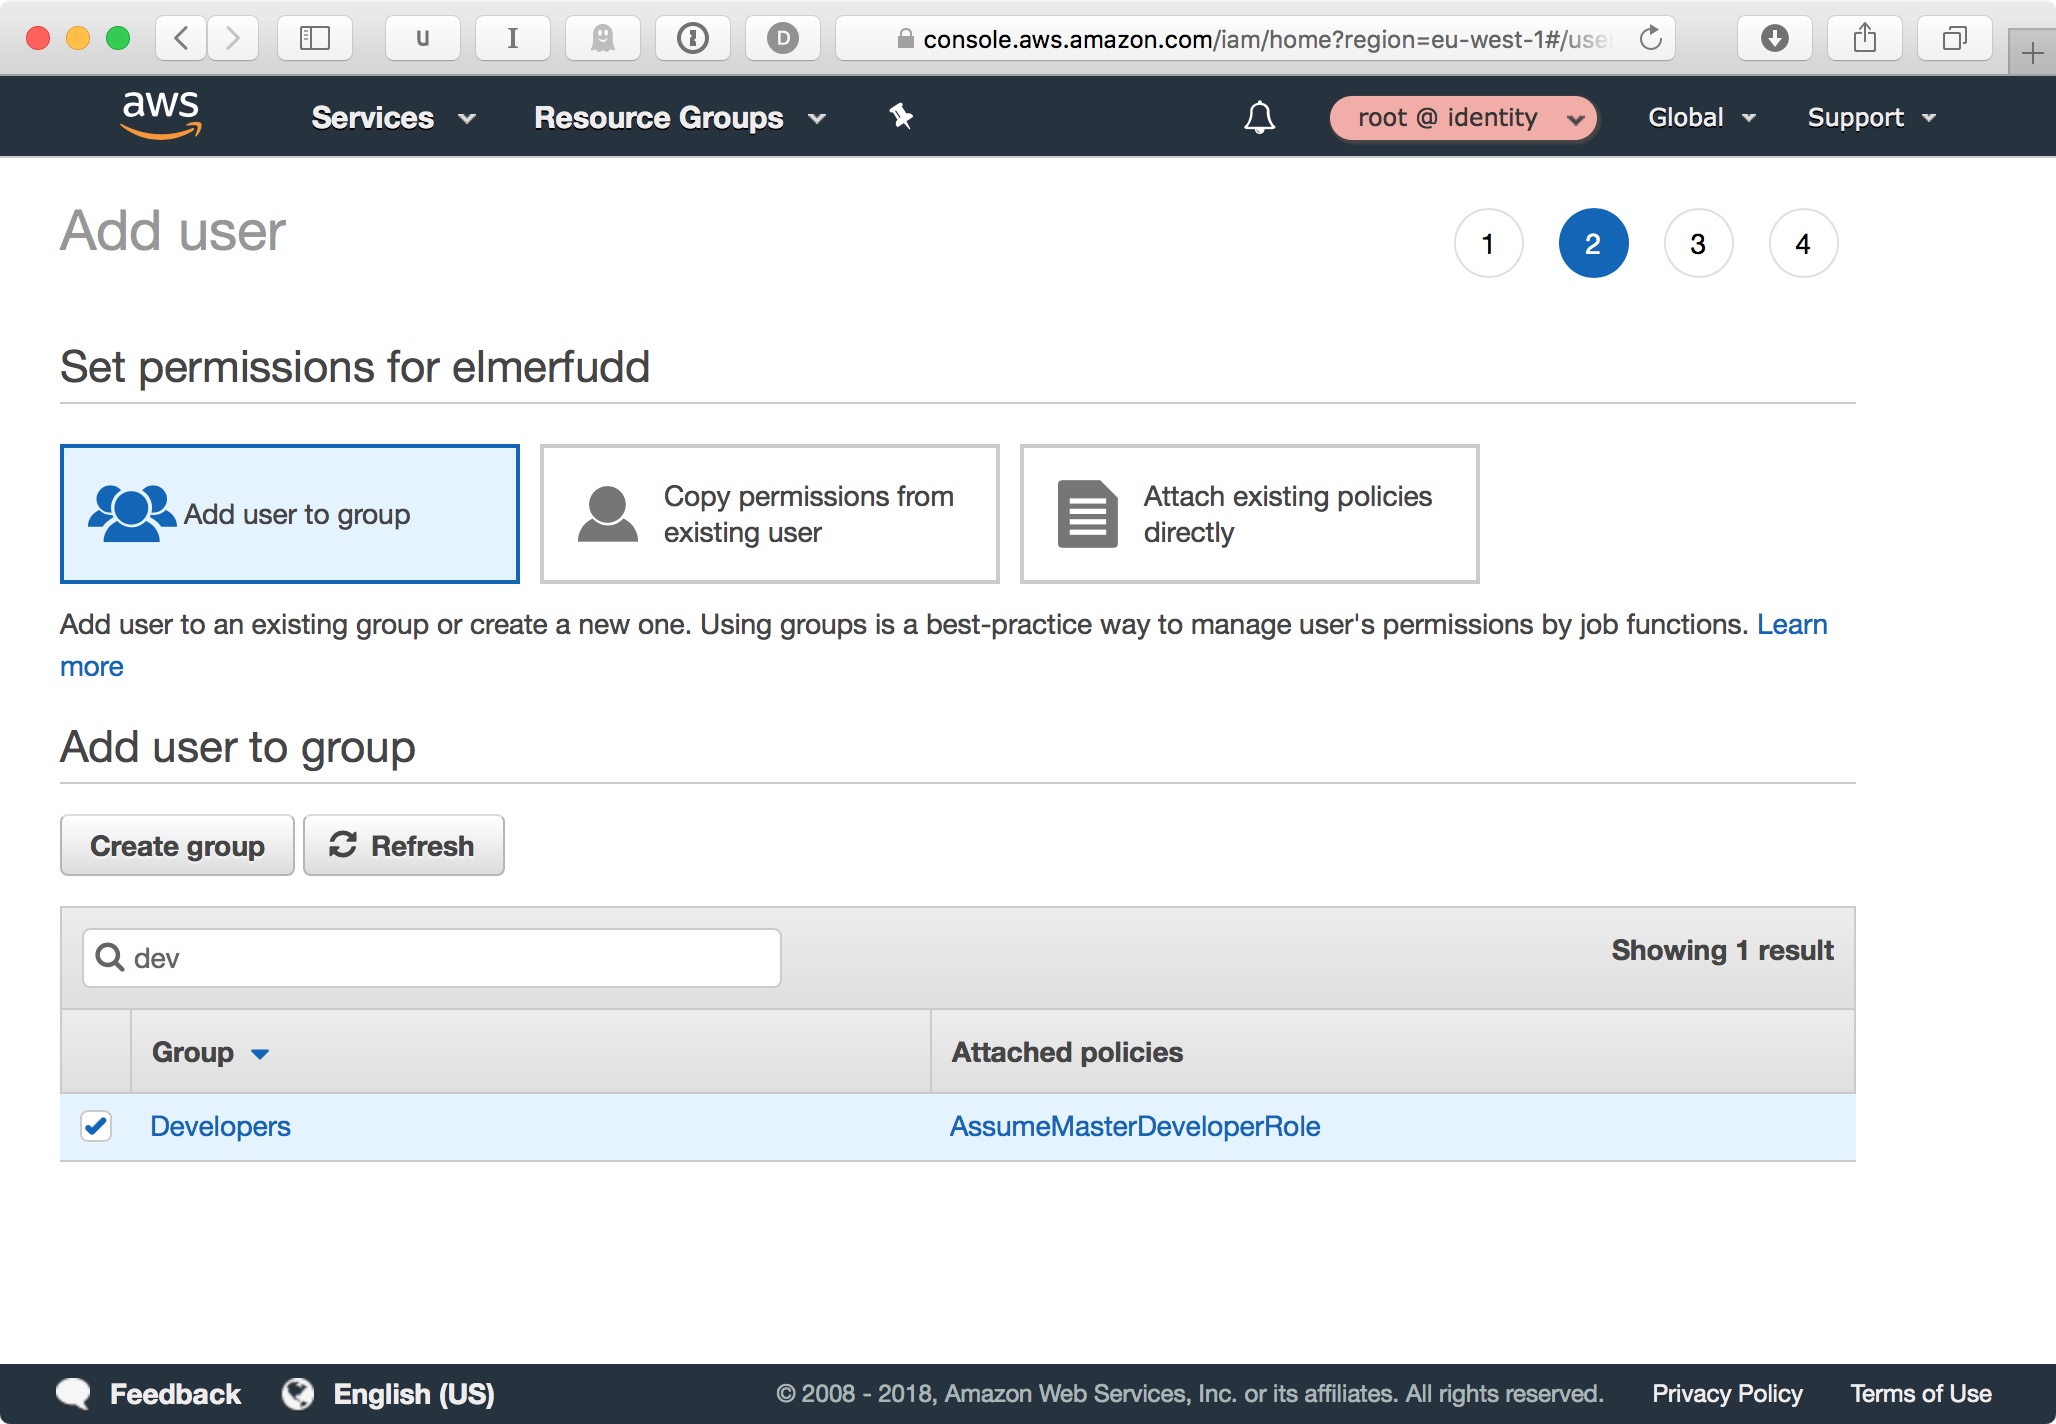 U I D console.aws.amazon.com/iam/home?region=eu-west-1#/use
aws Services Resource Groups root @ identity Global Support
Add user
1 2 3 4
Set permissions for elmerfudd
Add user to group
Copy permissions from
existing user
Attach existing policies
directly
Add user to an existing group or create a new one. Using groups is a best-practice way to manage user's permissions by job functions. Learn
more
Add user to group
Create group Refresh
dev Showing 1 result
Group Attached policies
Developers AssumeMasterDeveloperRole
Feedback English (US) © 2008 - 2018, Amazon Web Services, Inc. or its affiliates. All rights reserved. Privacy Policy Terms of Use